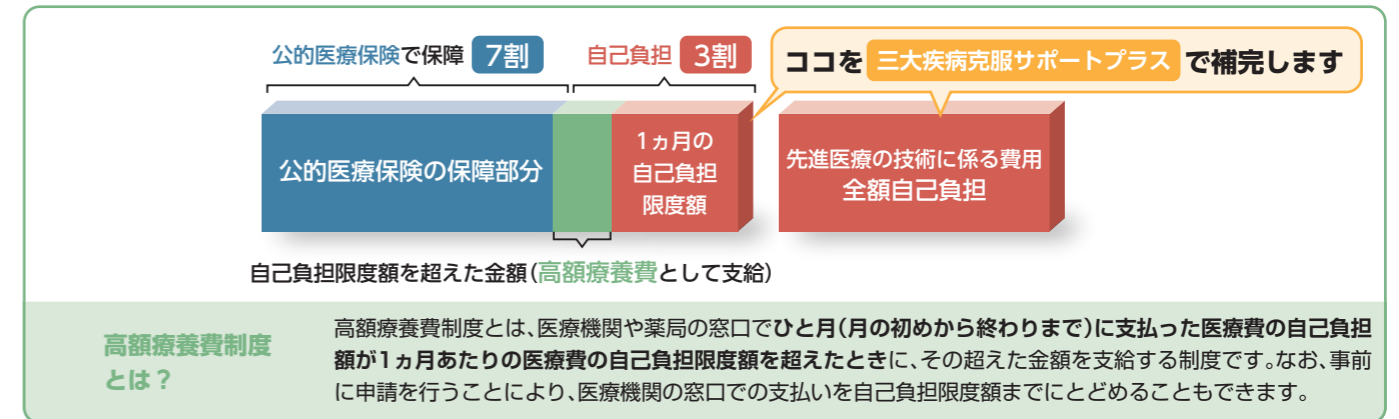 公的医療保険で保障 7割
自己負担 3割
ココを 三大疾病克服サポートプラス で補完します
公的医療保険の保障部分
1ヵ月の
自己負担
限度額
先進医療の技術に係る費用
全額自己負担
自己負担限度額を超えた金額(高額療養費として支給)
高額療養費制度
とは？
高額療養費制度とは、医療機関や薬局の窓口でひと月(月の初めから終わりまで)に支払った医療費の自己負担
額が1ヵ月あたりの医療費の自己負担限度額を超えたときに、その超えた金額を支給する制度です。なお、事前
に申請を行うことにより、医療機関の窓口での支払いを自己負担限度額までにとどめることもできます。